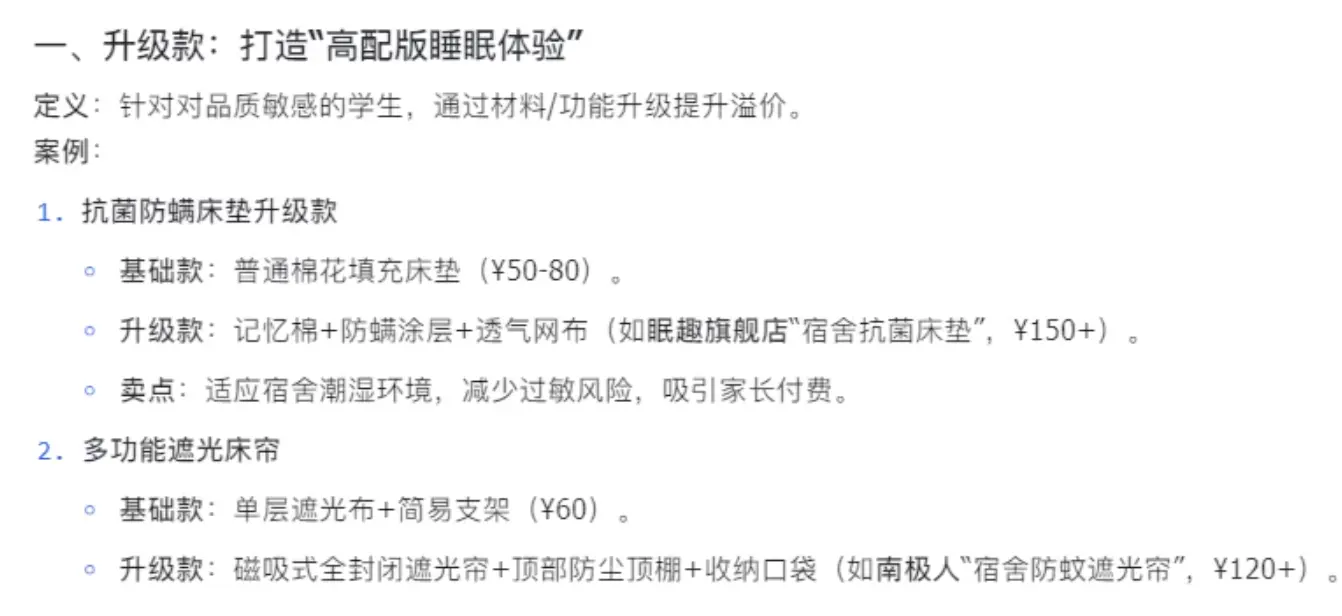 一、升级款：打造“高配版睡眠体验”
定义：针对对品质敏感的学生，通过材料/功能升级提升溢价。
案例：
1. 抗菌防螨床垫升级款
◦ 基础款：普通棉花填充床垫（¥50-80）。
◦ 升级款：记忆棉+防螨涂层+透气网布（如眠趣旗舰店“宿舍抗菌床垫”，¥150+）。
◦ 卖点：适应宿舍潮湿环境，减少过敏风险，吸引家长付费。
2. 多功能遮光床帘
◦ 基础款：单层遮光布+简易支架（¥60）。
◦ 升级款：磁吸式全封闭遮光帘+顶部防尘顶棚+收纳口袋（如南极人“宿舍防蚊遮光帘”，¥120+）。